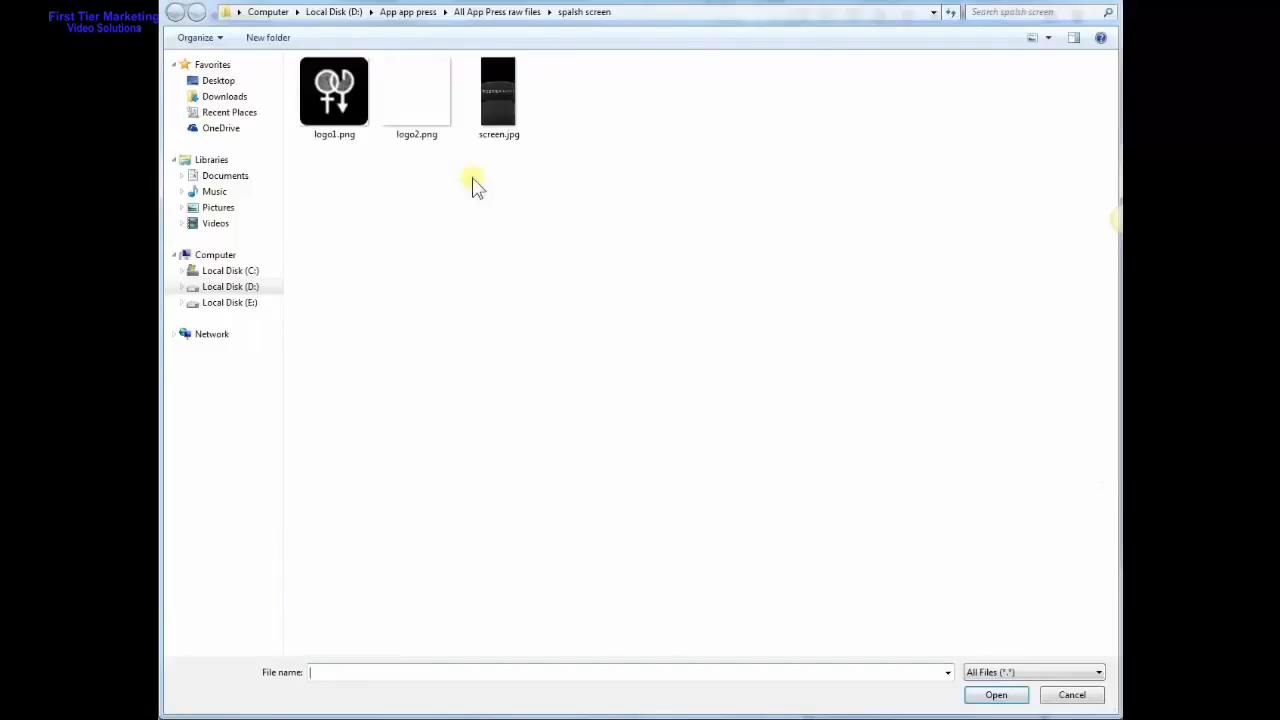 First Tier Marketing
Video Solutions
Computer Local Disk (D:) App app press All App Press raw files spalsh screen
Search spalsh screen
Organize New folder
Favorites
Desktop
Downloads
Recent Places
OneDrive
Libraries
Documents
Music
Pictures
Videos
Computer
Local Disk (C:)
Local Disk (D:)
Local Disk (E:)
Network
logo1.png logo2.png screen.jpg
File name: All Files (*.*)
Open Cancel